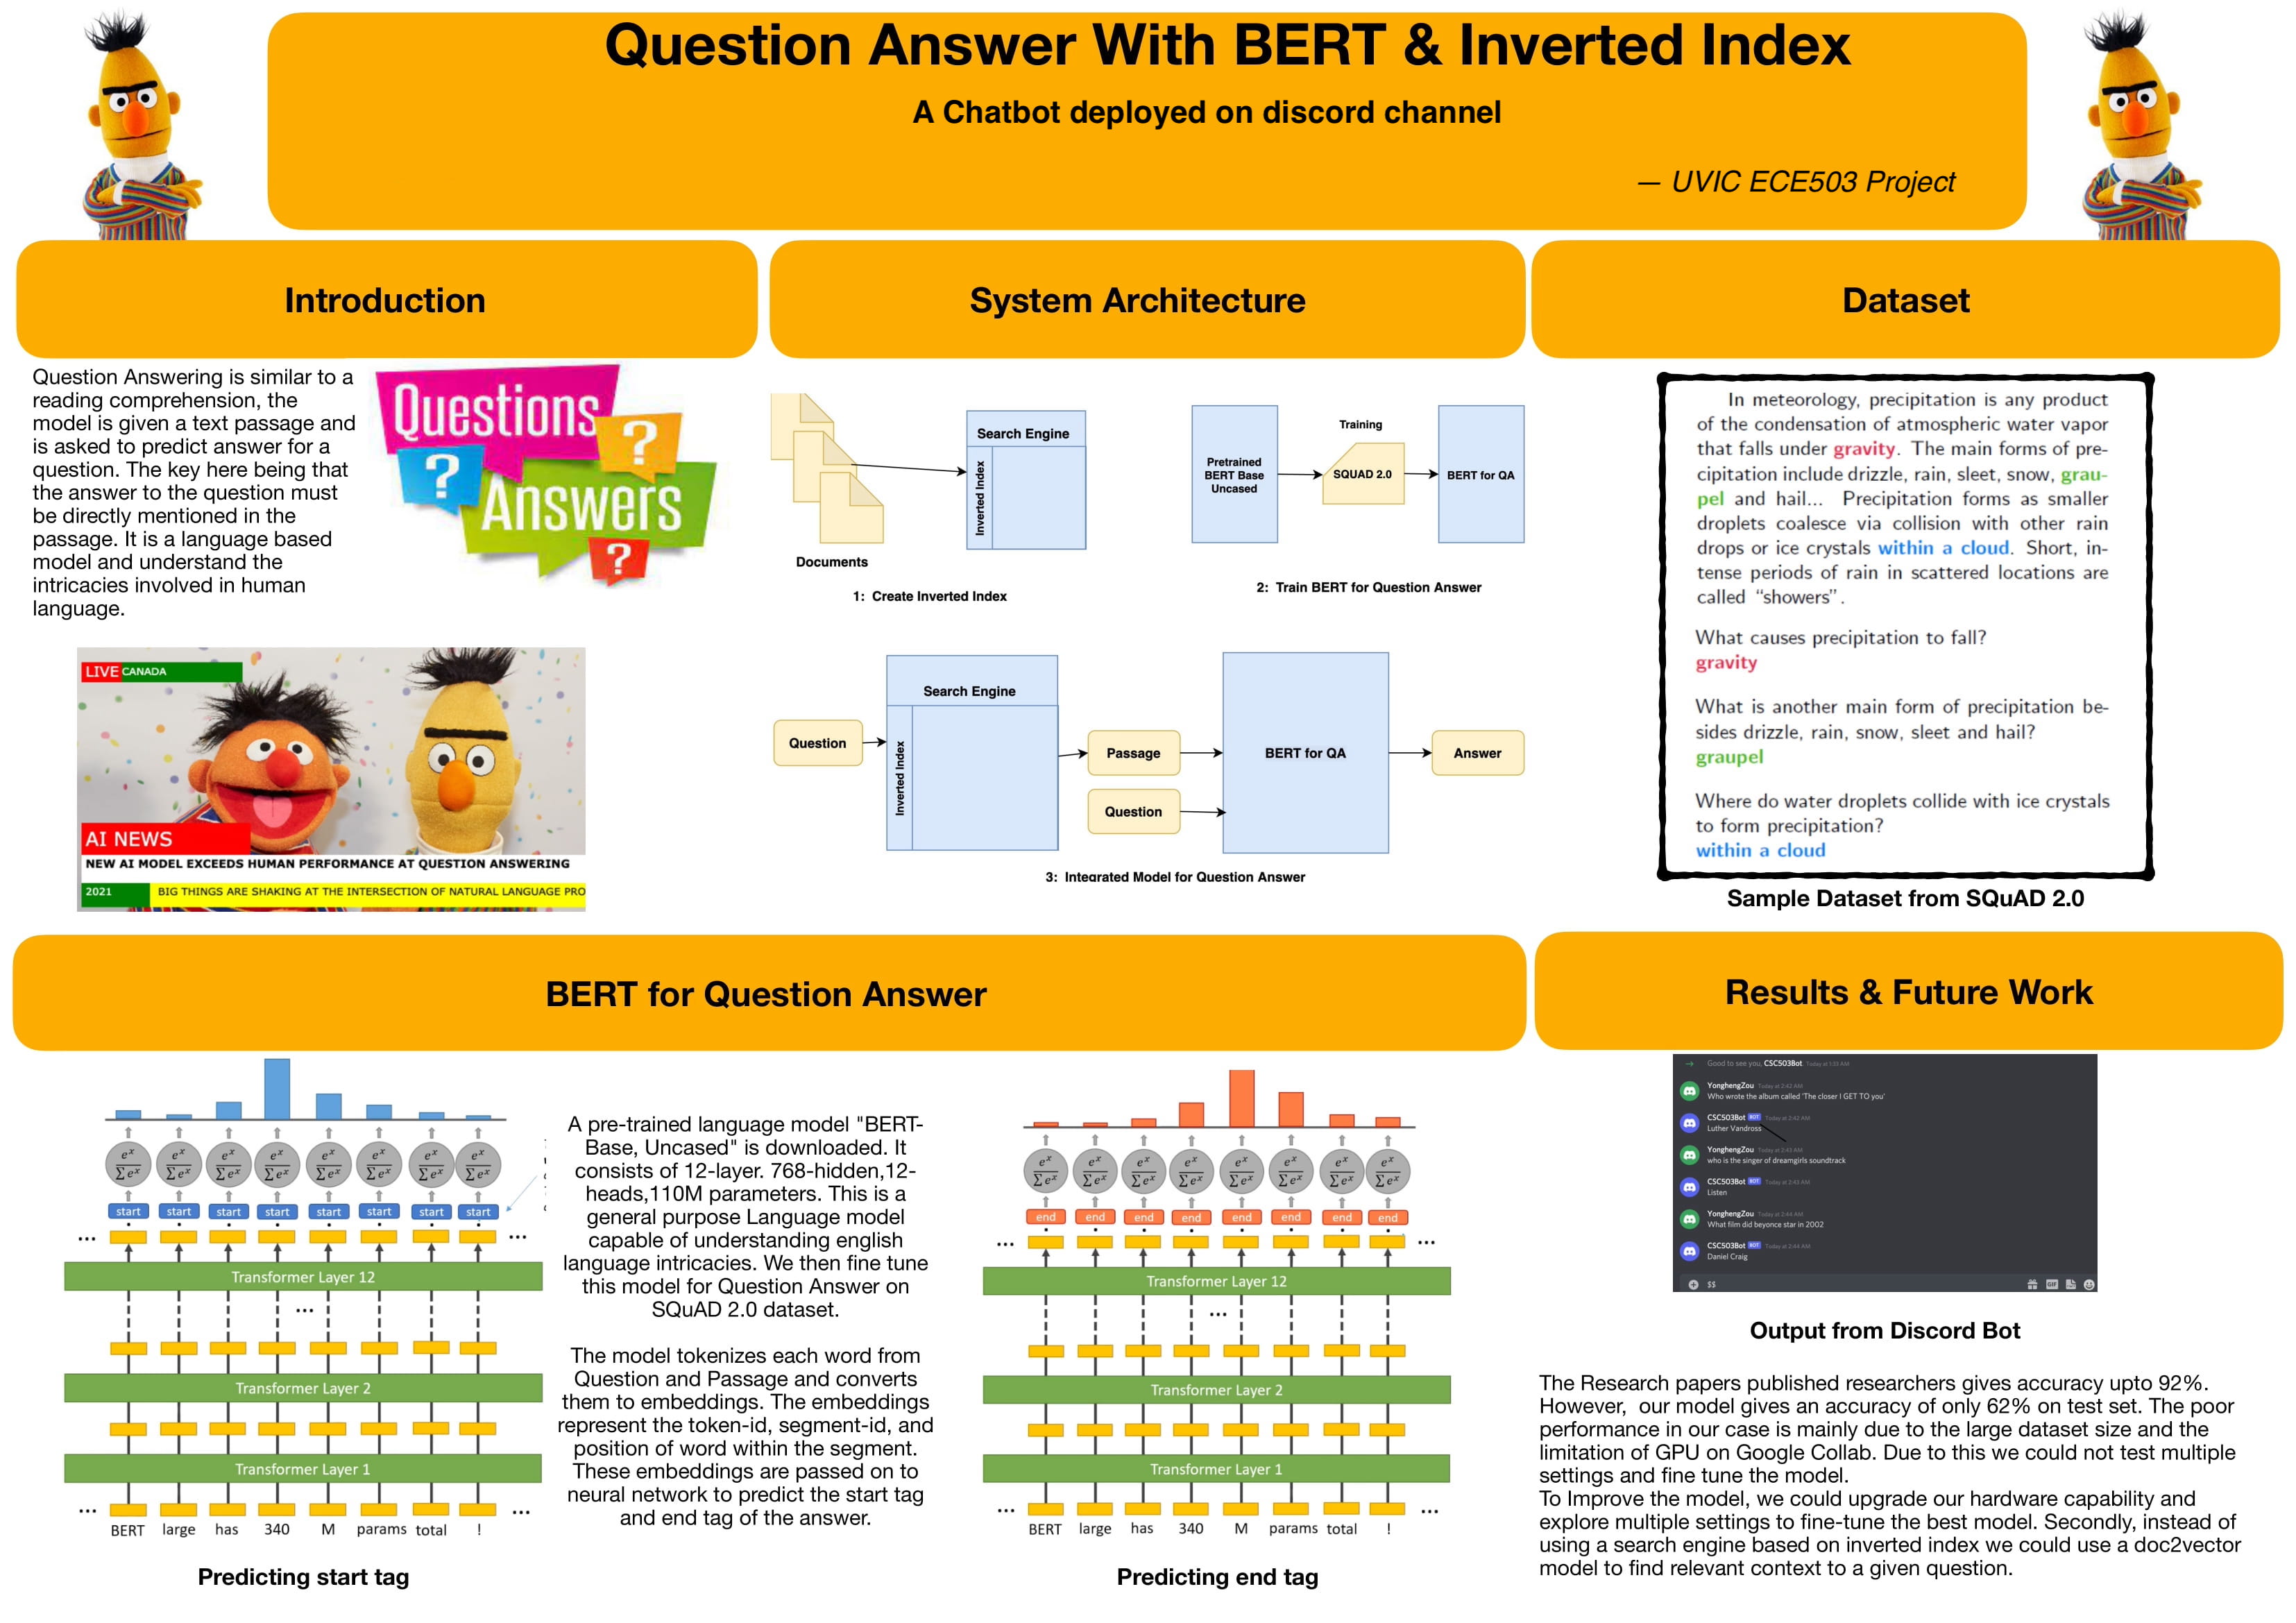 Question Answer With BERT & Inverted Index
A Chatbot deployed on discord channel
— UVIC ECE503 Project
Introduction
Question Answering is similar to a
reading comprehension, the
model is given a text passage and
is asked to predict answer for a
question. The key here being that
the answer to the question must
be directly mentioned in the
passage. It is a language based
model and understand the
intricacies involved in human
language.
Questions
?
?
Answers
?
LIVE CANADA
AI NEWS
NEW AI MODEL EXCEEDS HUMAN PERFORMANCE AT QUESTION ANSWERING
2021 BIG THINGS ARE SHAKING AT THE INTERSECTION OF NATURAL LANGUAGE PRO
System Architecture
Documents
Search Engine
Inverted Index
1: Create Inverted Index
Pretrained
BERT Base
Uncased
Training
SQUAD 2.0
BERT for QA
2: Train BERT for Question Answer
Question
Search Engine
Inverted Index
Passage
Question
BERT for QA
Answer
3: Integrated Model for Question Answer
Dataset
In meteorology, precipitation is any product
of the condensation of atmospheric water vapor
that falls under gravity. The main forms of pre-
cipitation include drizzle, rain, sleet, snow, grau-
pel and hail... Precipitation forms as smaller
droplets coalesce via collision with other rain
drops or ice crystals within a cloud. Short, in-
tense periods of rain in scattered locations are
called “showers”.
What causes precipitation to fall?
gravity
What is another main form of precipitation be-
sides drizzle, rain, snow, sleet and hail?
graupel
Where do water droplets collide with ice crystals
to form precipitation?
within a cloud
Sample Dataset from SQuAD 2.0
BERT for Question Answer
e^x e^x e^x e^x e^x e^x e^x e^x
∑e^x ∑e^x ∑e^x ∑e^x ∑e^x ∑e^x ∑e^x ∑e^x
start start start start start start start start
... ...
Transformer Layer 12
...
Transformer Layer 2
Transformer Layer 1
... BERT large has 340 M params total ! ...
Predicting start tag
A pre-trained language model "BERT-
Base, Uncased" is downloaded. It
consists of 12-layer. 768-hidden,12-
heads,110M parameters. This is a
general purpose Language model
capable of understanding english
language intricacies. We then fine tune
this model for Question Answer on
SQuAD 2.0 dataset.
The model tokenizes each word from
Question and Passage and converts
them to embeddings. The embeddings
represent the token-id, segment-id, and
position of word within the segment.
These embeddings are passed on to
neural network to predict the start tag
and end tag of the answer.
e^x e^x e^x e^x e^x e^x e^x e^x
∑e^x ∑e^x ∑e^x ∑e^x ∑e^x ∑e^x ∑e^x ∑e^x
end end end end end end end end
... ...
Transformer Layer 12
...
Transformer Layer 2
Transformer Layer 1
... BERT large has 340 M params total ! ...
Predicting end tag
Results & Future Work
Good to see you, CSC503Bot. Today at 1:53 AM
YonghengZou Today at 2:42 AM
Who wrote the album called 'The closer I GET TO you'
CSC503Bot BOT Today at 2:42 AM
Luther Vandross
YonghengZou Today at 2:43 AM
who is the singer of dreamgirls soundtrack
CSC503Bot BOT Today at 2:43 AM
Listen
YonghengZou Today at 2:44 AM
What film did beyonce star in 2002
CSC503Bot BOT Today at 2:44 AM
Daniel Craig
$$
GIF
Output from Discord Bot
The Research papers published researchers gives accuracy upto 92%.
However, our model gives an accuracy of only 62% on test set. The poor
performance in our case is mainly due to the large dataset size and the
limitation of GPU on Google Collab. Due to this we could not test multiple
settings and fine tune the model.
To Improve the model, we could upgrade our hardware capability and
explore multiple settings to fine-tune the best model. Secondly, instead of
using a search engine based on inverted index we could use a doc2vector
model to find relevant context to a given question.